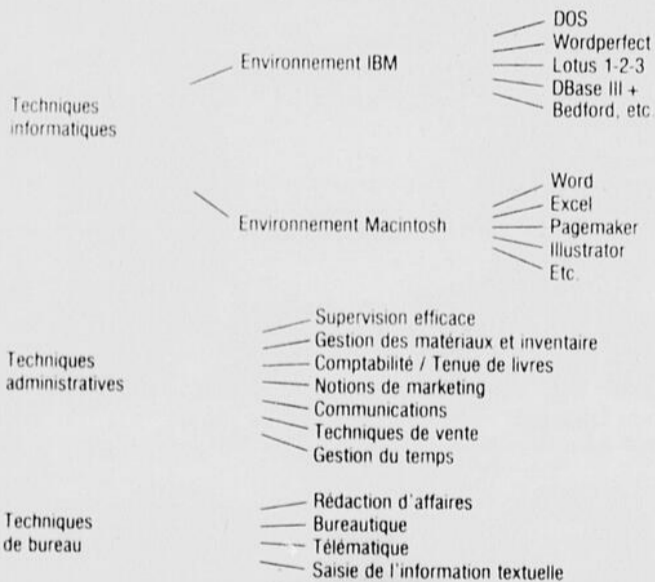 Techniques
informatiques
Environnement IBM
DOS
Wordperfect
Lotus 1-2-3
DBase III +
Bedford, etc.
Environnement Macintosh
Word
Excel
Pagemaker
Illustrator
Etc.
Techniques
administratives
Supervision efficace
Gestion des matériaux et inventaire
Comptabilité / Tenue de livres
Notions de marketing
Communications
Techniques de vente
Gestion du temps
Techniques
de bureau
Rédaction d'affaires
Bureautique
Télématique
Saisie de l'information textuelle